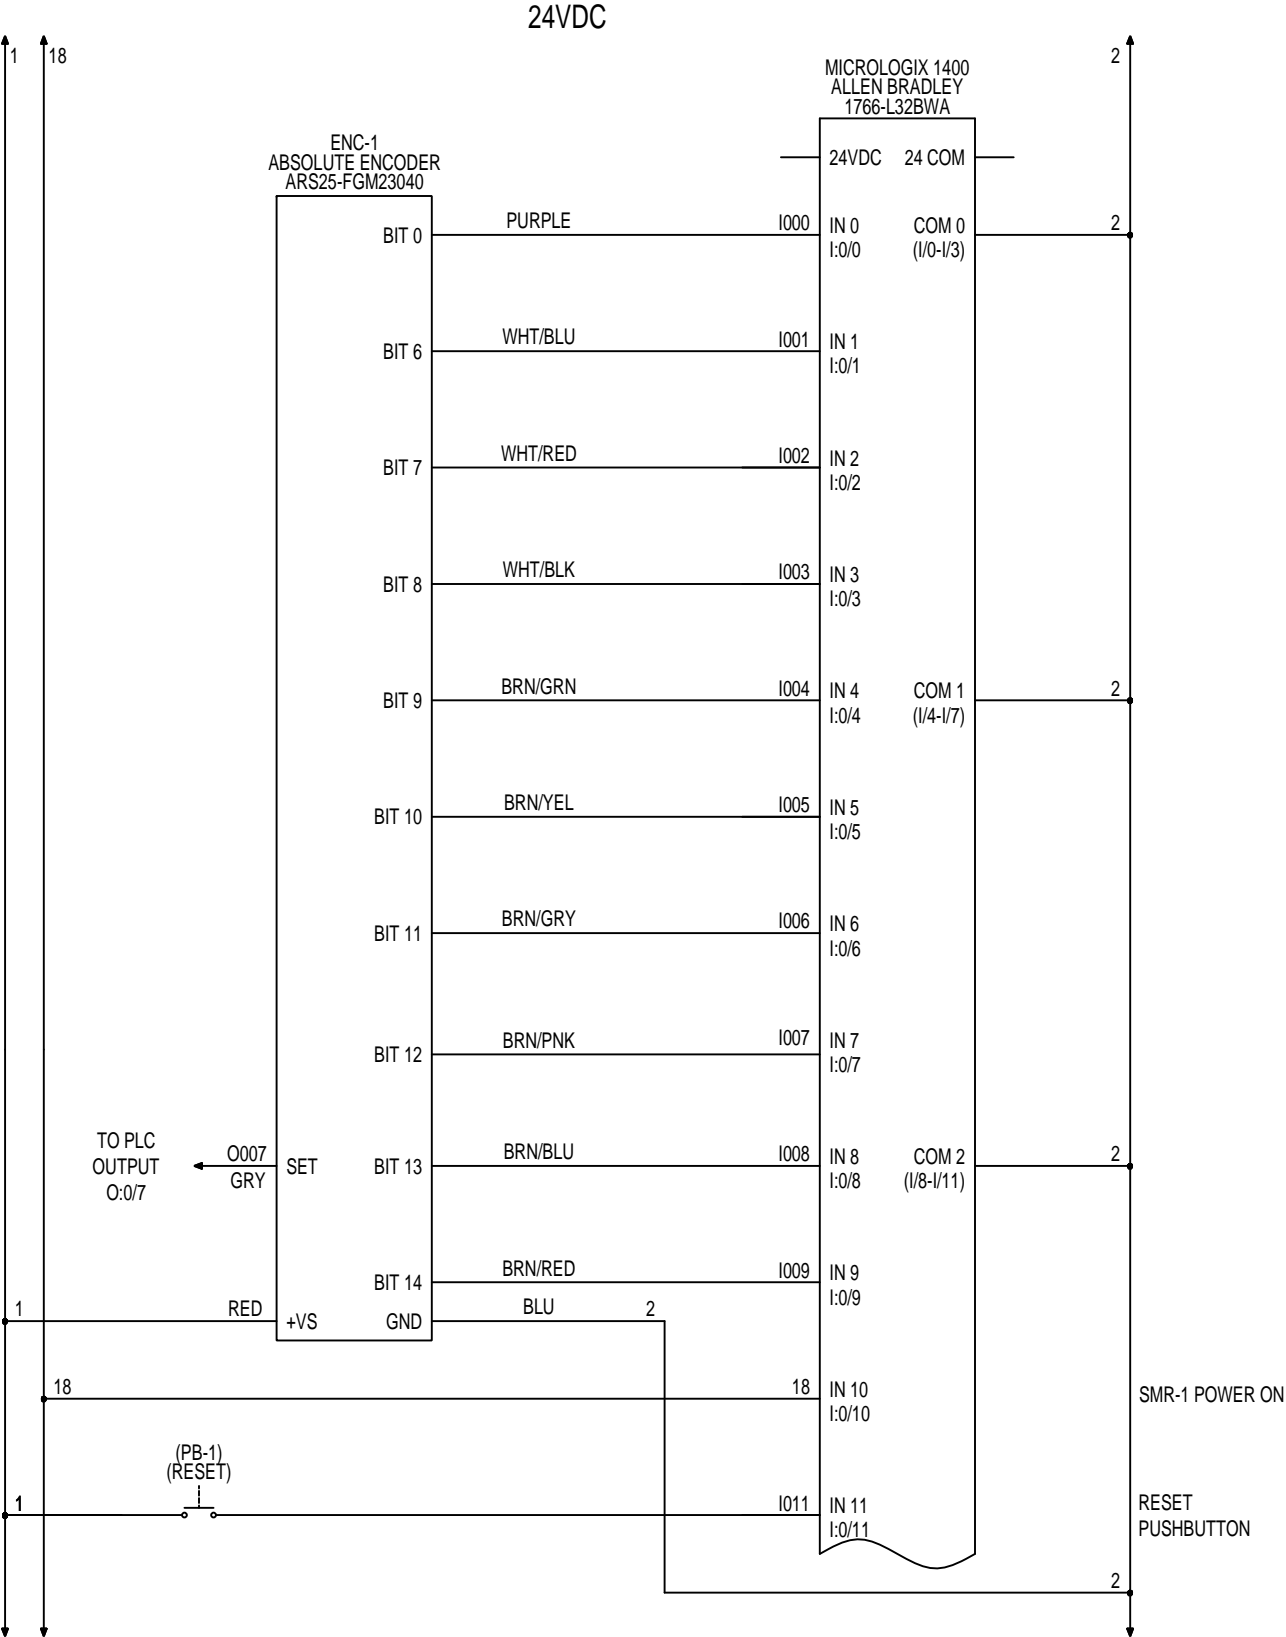 24VDC
1
18
2
MICROLOGIX 1400
ALLEN BRADLEY
1766-L32BWA
ENC-1
ABSOLUTE ENCODER
ARS25-FGM23040
24VDC 24 COM
BIT 0 PURPLE I000 IN 0 COM 0 2
I:0/0 (I/0-I/3)
BIT 6 WHT/BLU I001 IN 1
I:0/1
BIT 7 WHT/RED I002 IN 2
I:0/2
BIT 8 WHT/BLK I003 IN 3
I:0/3
BIT 9 BRN/GRN I004 IN 4 COM 1 2
I:0/4 (I/4-I/7)
BIT 10 BRN/YEL I005 IN 5
I:0/5
BIT 11 BRN/GRY I006 IN 6
I:0/6
BIT 12 BRN/PNK I007 IN 7
I:0/7
TO PLC
OUTPUT
O:0/7
O007
GRY
SET BIT 13 BRN/BLU I008 IN 8 COM 2 2
I:0/8 (I/8-I/11)
BIT 14 BRN/RED I009 IN 9
I:0/9
1 RED +VS GND BLU 2
18 18 IN 10 SMR-1 POWER ON
I:0/10
(PB-1)
(RESET)
1 I011 IN 11
I:0/11
RESET
PUSHBUTTON
2